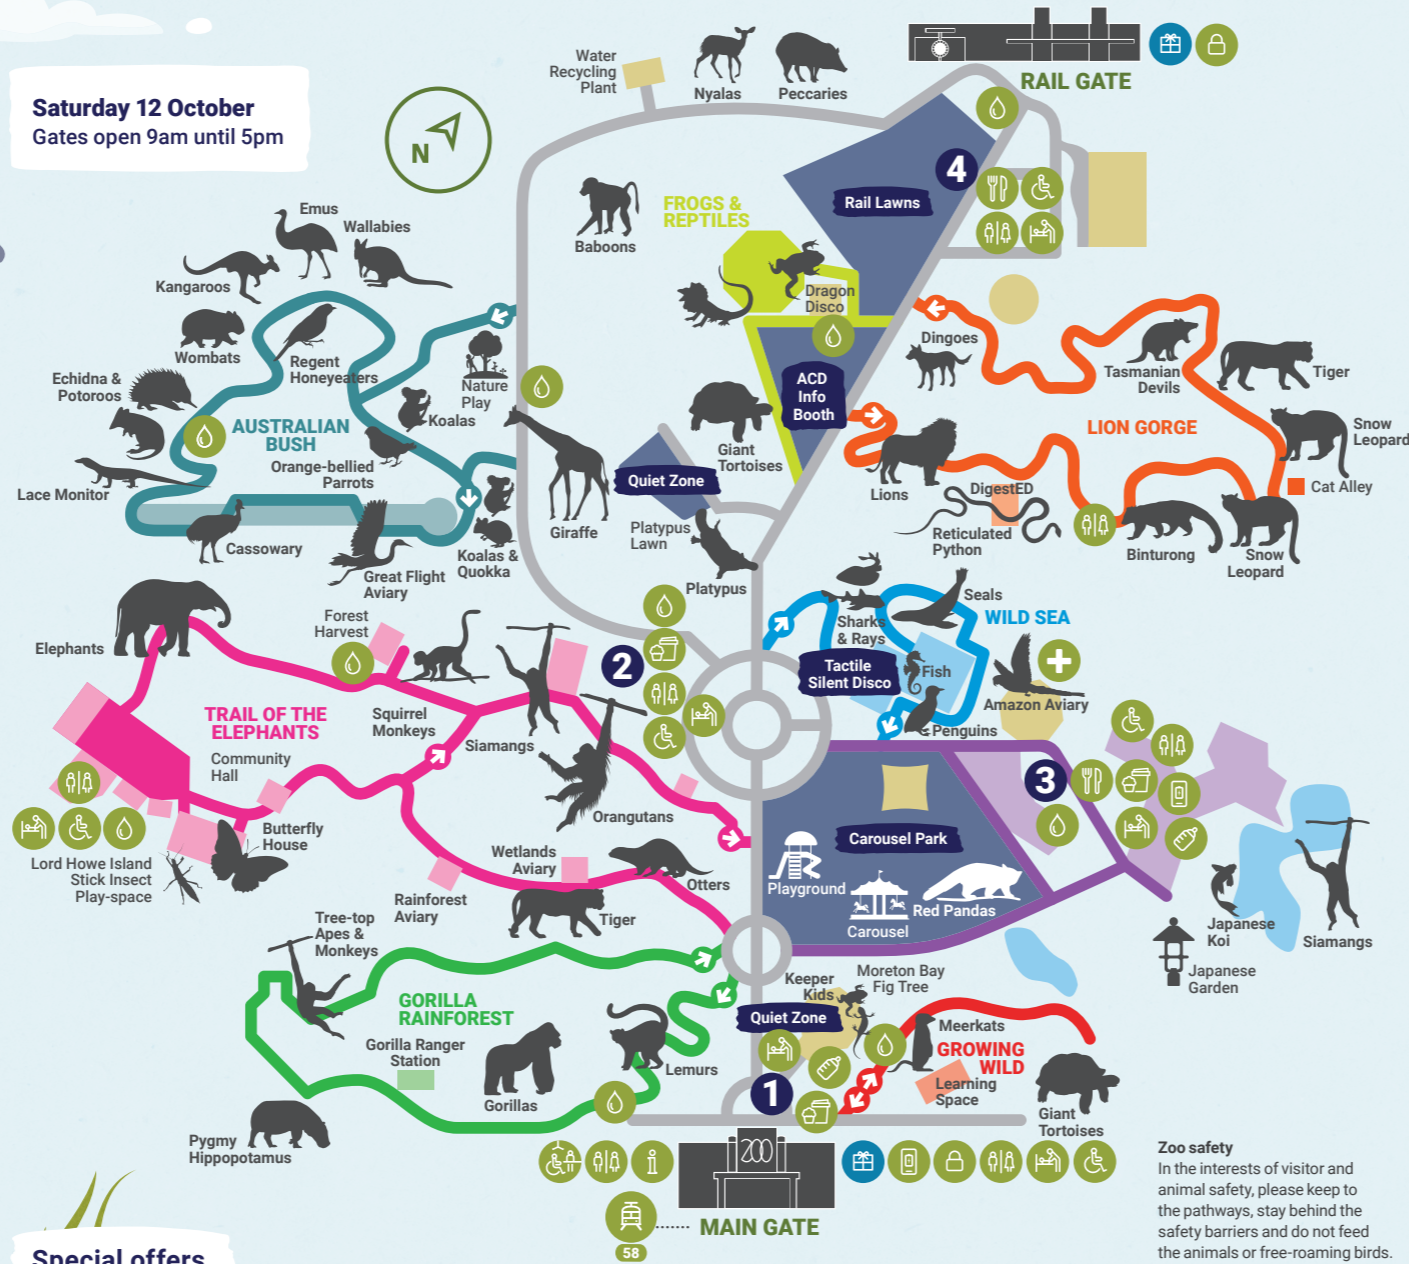 Saturday 12 October
Gates open 9am until 5pm
N
Water
Recycling
Plant
Nyalas
Peccaries
RAIL GATE
Baboons
FROGS &
REPTILES
4
Rail Lawns
Dragon
Disco
Emus
Wallabies
Kangaroos
Wombats
Regent
Honeyeaters
Echidna &
Potoroos
Nature
Play
Koalas
AUSTRALIAN
BUSH
Orange-bellied
Parrots
Lace Monitor
Cassowary
Great Flight
Aviary
Koalas &
Quokka
Giraffe
ACD
Info
Booth
Giant
Tortoises
Quiet Zone
Platypus
Lawn
Platypus
Dingoes
Tasmanian
Devils
Tiger
LION GORGE
Snow
Leopard
Lions
DigestED
Reticulated
Python
Cat Alley
Binturong
Snow
Leopard
Elephants
Forest
Harvest
Squirrel
Monkeys
Siamangs
TRAIL OF THE
ELEPHANTS
Community
Hall
Orangutans
Butterfly
House
Lord Howe Island
Stick Insect
Play-space
Rainforest
Aviary
Wetlands
Aviary
Otters
Tiger
2
Seals
Sharks
& Rays
WILD SEA
Tactile
Silent Disco
Fish
Amazon Aviary
Penguins
3
Carousel Park
Playground
Carousel
Red Pandas
Japanese
Koi
Siamangs
Japanese
Garden
Tree-top
Apes &
Monkeys
GORILLA
RAINFOREST
Gorilla Ranger
Station
Gorillas
Lemurs
Pygmy
Hippopotamus
Keeper
Kids
Moreton Bay
Fig Tree
Quiet Zone
Meerkats
GROWING
WILD
Learning
Space
Giant
Tortoises
1
200
MAIN GATE
58
Zoo safety
In the interests of visitor and
animal safety, please keep to
the pathways, stay behind the
safety barriers and do not feed
the animals or free-roaming birds.
Special offers